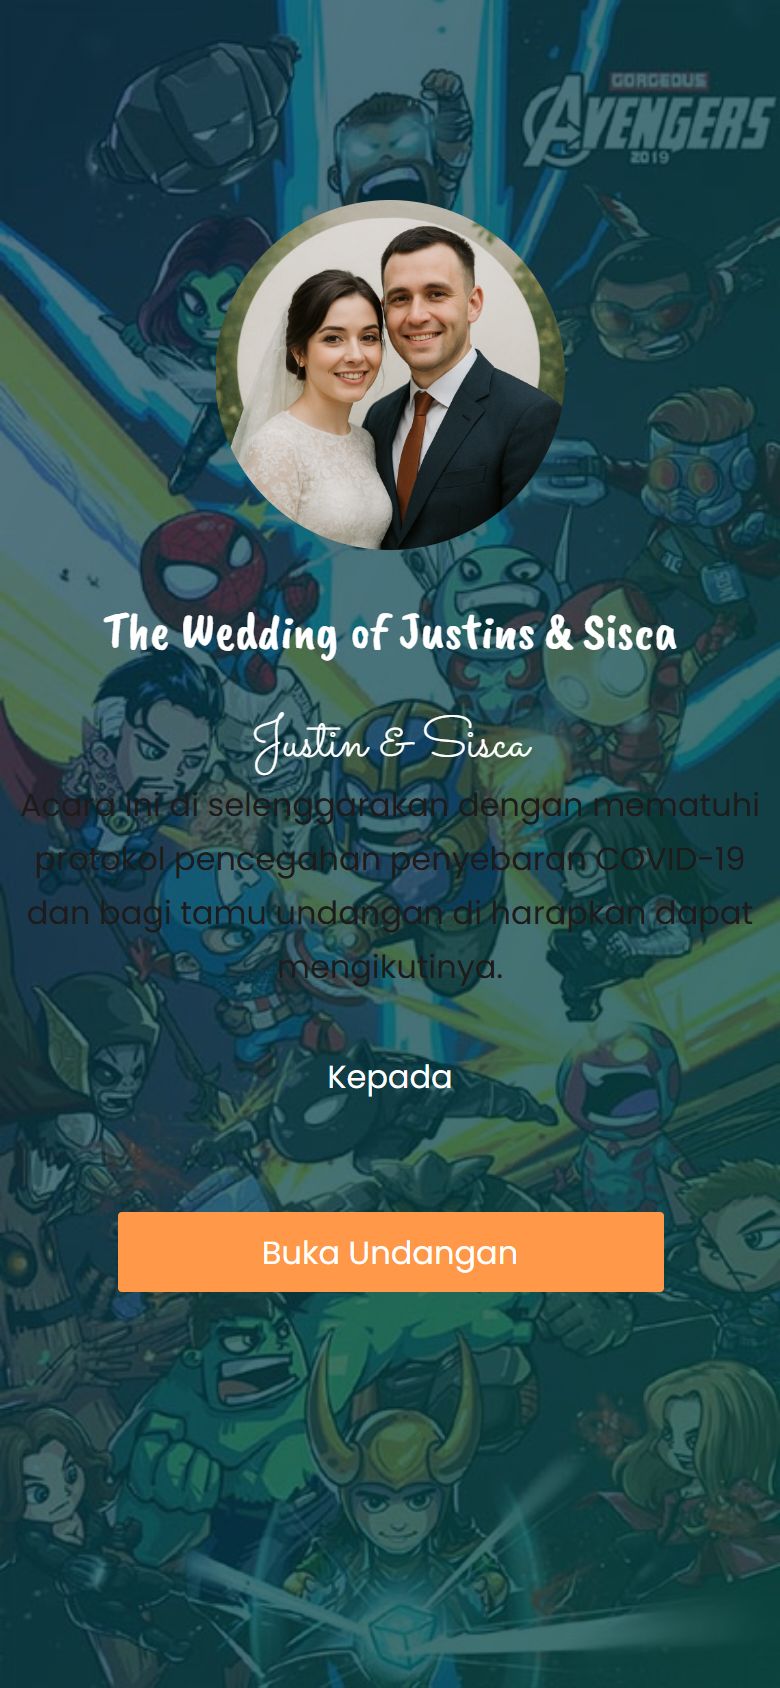 GORGEOUS
AVENGERS
2019
The Wedding of Justins & Sisca
Justin & Sisca
Acara ini di selenggarakan dengan mematuhi
protokol pencegahan penyebaran COVID-19
dan bagi tamu undangan di harapkan dapat
mengikutinya.
Kepada
Buka Undangan